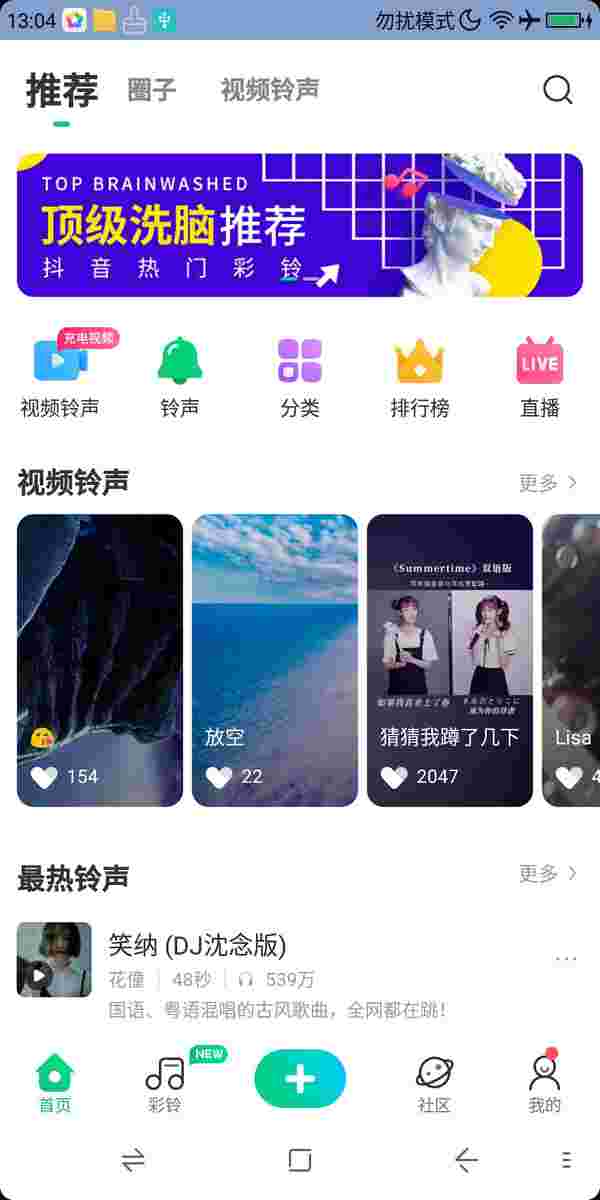 13:04
勿扰模式
推荐 圈子 视频铃声
TOP BRAINWASHED
顶级洗脑推荐
抖音热门彩铃
充电视频
LIVE
视频铃声 铃声 分类 排行榜 直播
视频铃声 更多
《Summertime》双语版
放空
猜猜我蹲了几下
Lisa
154
22
2047
4
最热铃声 更多
笑纳 (DJ沈念版)
花僮 48秒 539万
国语、粤语混唱的古风歌曲，全网都在跳！
NEW
首页 彩铃 社区 我的